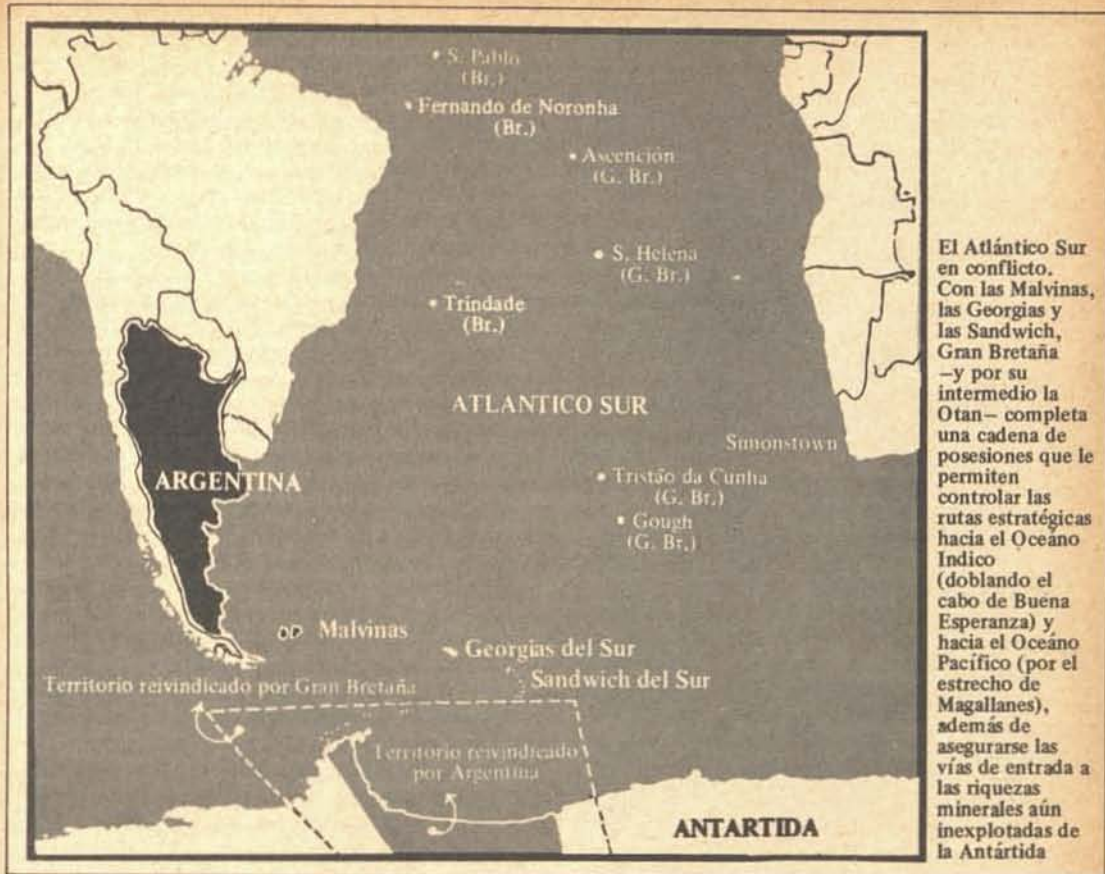 S. Pablo
(Br.)
Fernando de Noronha
(Br.)
Ascención
(G. Br.)
S. Helena
(G. Br.)
Trindade
(Br.)
ATLANTICO SUR
Simonstown
ARGENTINA
Tristão da Cunha
(G. Br.)
Gough
(G. Br.)
Malvinas
Georgias del Sur
Sandwich del Sur
Territorio reivindicado por Gran Bretaña
Territorio reivindicado
por Argentina
ANTARTIDA
El Atlántico Sur
en conflicto.
Con las Malvinas,
las Georgias y
las Sandwich,
Gran Bretaña
—y por su
intermedio la
Otan— completa
una cadena de
posesiones que le
permiten
controlar las
rutas estratégicas
hacia el Oceáno
Indico
(doblando el
cabo de Buena
Esperanza) y
hacia el Oceáno
Pacífico (por el
estrecho de
Magallanes),
además de
asegurarse las
vías de entrada a
las riquezas
minerales aún
inexplotadas de
la Antártida